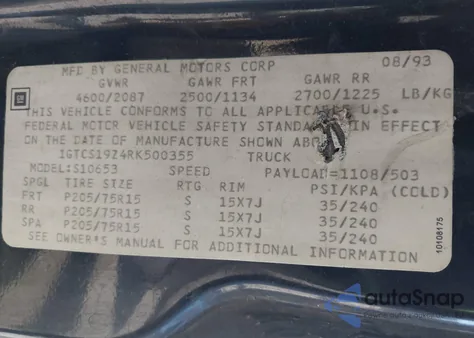 MFD BY GENERAL MOTORS CORP 08/93
GVWR GAWR FRT GAWR RR
4600/2087 2500/1134 2700/1225 LB/KG
GM
THIS VEHICLE CONFORMS TO ALL APPLICABLE U.S.
FEDERAL MOTOR VEHICLE SAFETY STANDARDS IN EFFECT
ON THE DATE OF MANUFACTURE SHOWN
1GTCS19Z4RK500355 TRUCK
MODEL:S10653 SPEED PAYLOAD=1108/503
SPGL TIRE SIZE RTG RIM PSI/KPA (COLD)
FRT P205/75R15 S 15X7J 35/240
RR P205/75R15 S 15X7J 35/240
SPA P205/75R15 S 15X7J 35/240
SEE OWNER'S MANUAL FOR ADDITIONAL INFORMATION
10108175
autoSnap